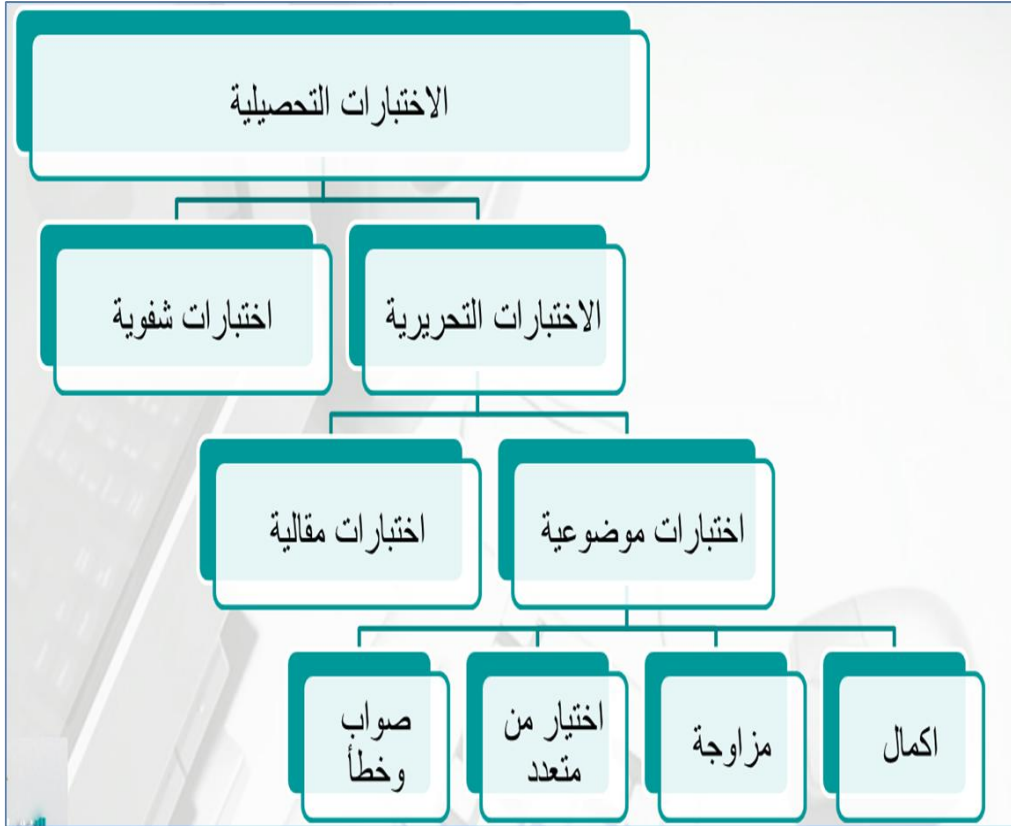 الاختبارات التحصيلية
الاختبارات التحريرية
اختبارات شفوية
اختبارات موضوعية
اختبارات مقالية
اكمال
مزاوجة
اختيار من
متعدد
صواب
وخطأ